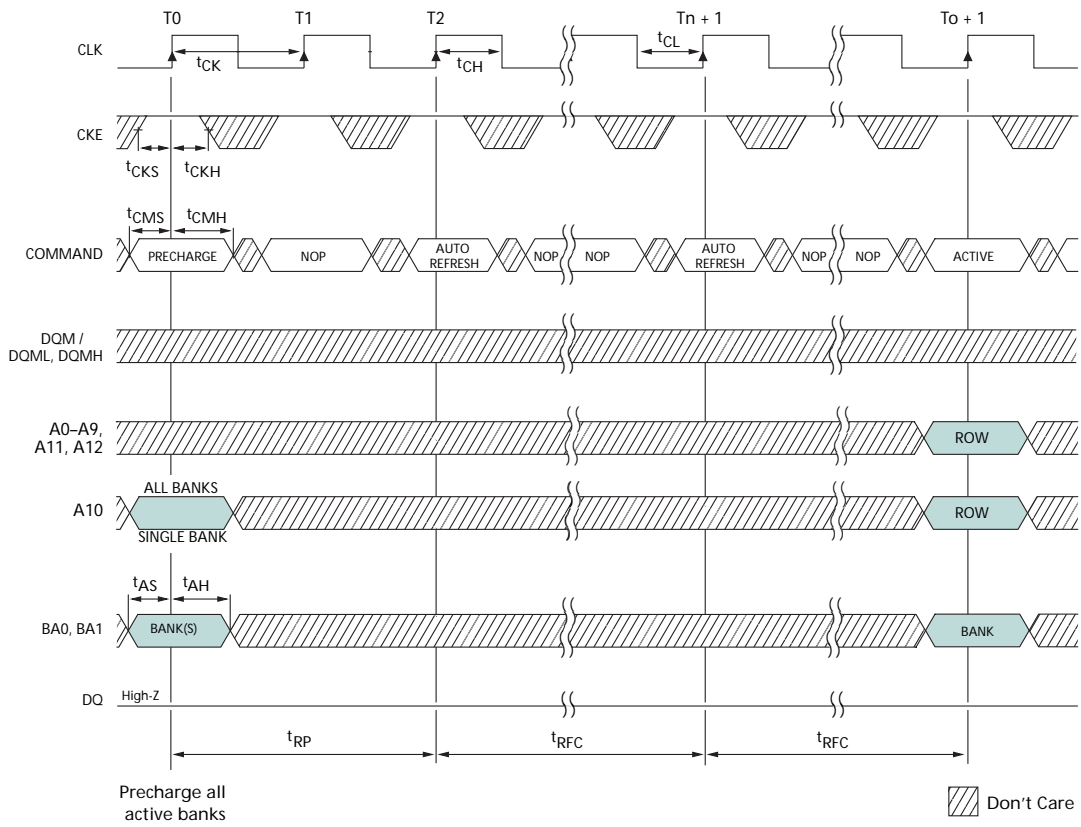 T0 T1 T2 Tn + 1 To + 1
CLK
tCK tCH tCL
CKE
tCKS tCKH
tCMS tCMH
COMMAND PRECHARGE NOP AUTO REFRESH NOP NOP AUTO REFRESH NOP NOP ACTIVE
DQM /
DQML, DQMH
A0–A9,
A11, A12 ROW
ALL BANKS
A10 ROW
SINGLE BANK
tAS tAH
BA0, BA1 BANK(S) BANK
DQ High-Z
tRP tRFC tRFC
Precharge all
active banks
Don't Care